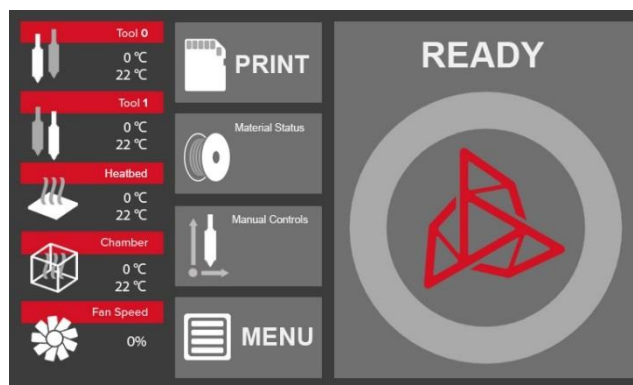 Tool 0
0 °C
22 °C
Tool 1
0 °C
22 °C
Heatbed
0 °C
22 °C
Chamber
0 °C
22 °C
Fan Speed
0%
PRINT
Material Status
Manual Controls
MENU
READY